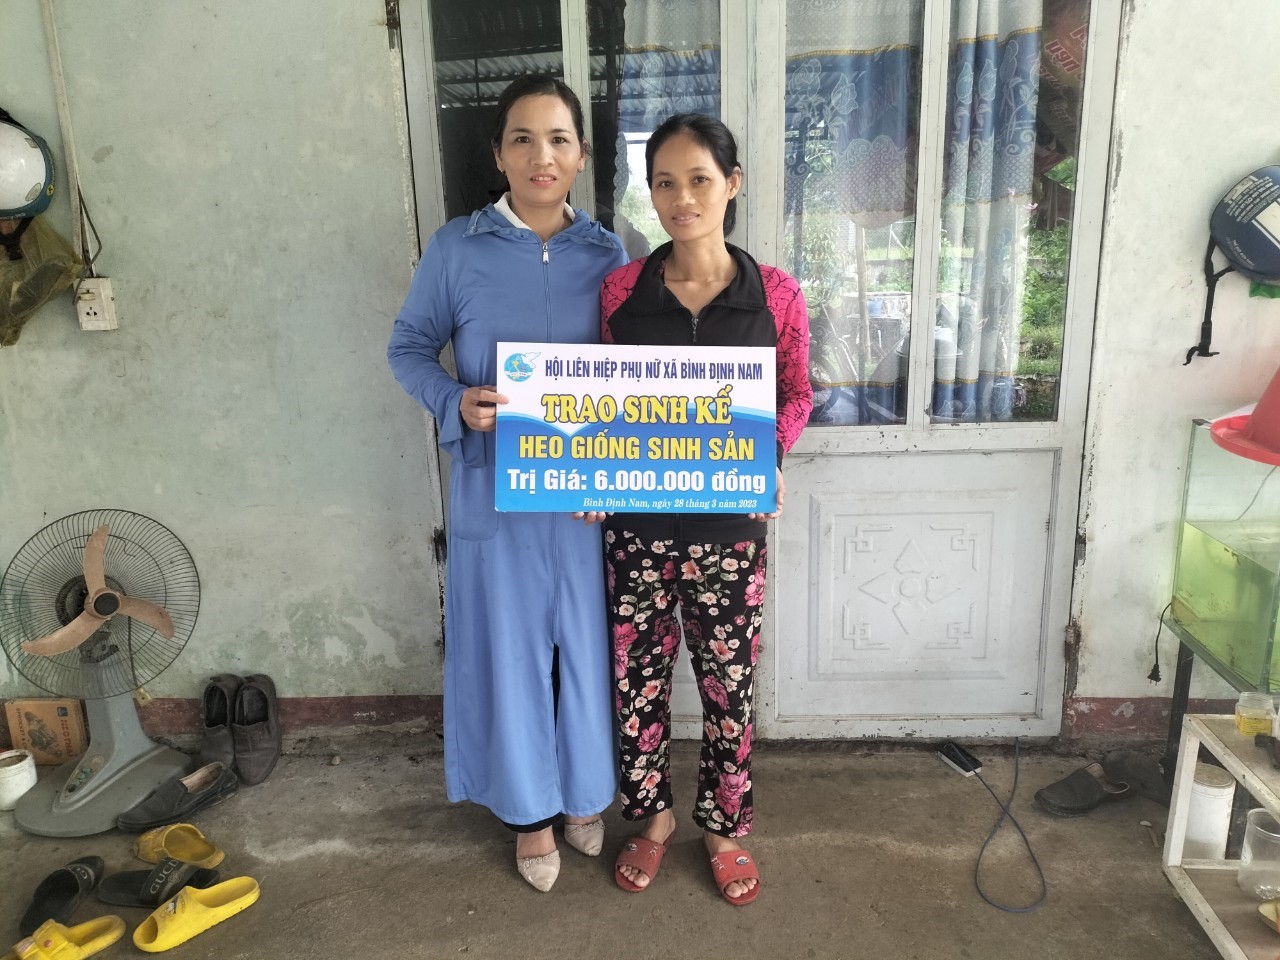 HỘI LIÊN HIỆP PHỤ NỮ XÃ BÌNH ĐỊNH NAM
TRAO SINH KẾ
HEO GIỐNG SINH SẢN
Trị Giá: 6.000.000 đồng
Bình Định Nam, ngày 28 tháng 3 năm 2023
GUCCI